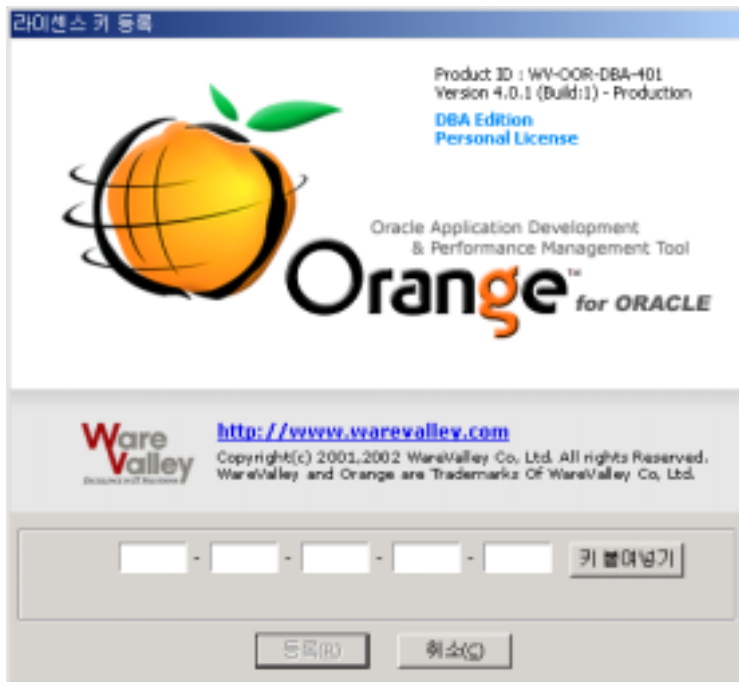 라이센스 키 등록
Product ID : WV-OOR-DBA-401
Version 4.0.1 (Build:1) - Production
DBA Edition
Personal License
Oracle Application Development
& Performance Management Tool
Orange™ for ORACLE
Ware Valley
http://www.warevalley.com
Copyright(c) 2001,2002 WareValley Co, Ltd. All rights Reserved.
WareValley and Orange are Trademarks Of WareValley Co, Ltd.
- - - - 키 붙여넣기
등록(R) 취소(C)